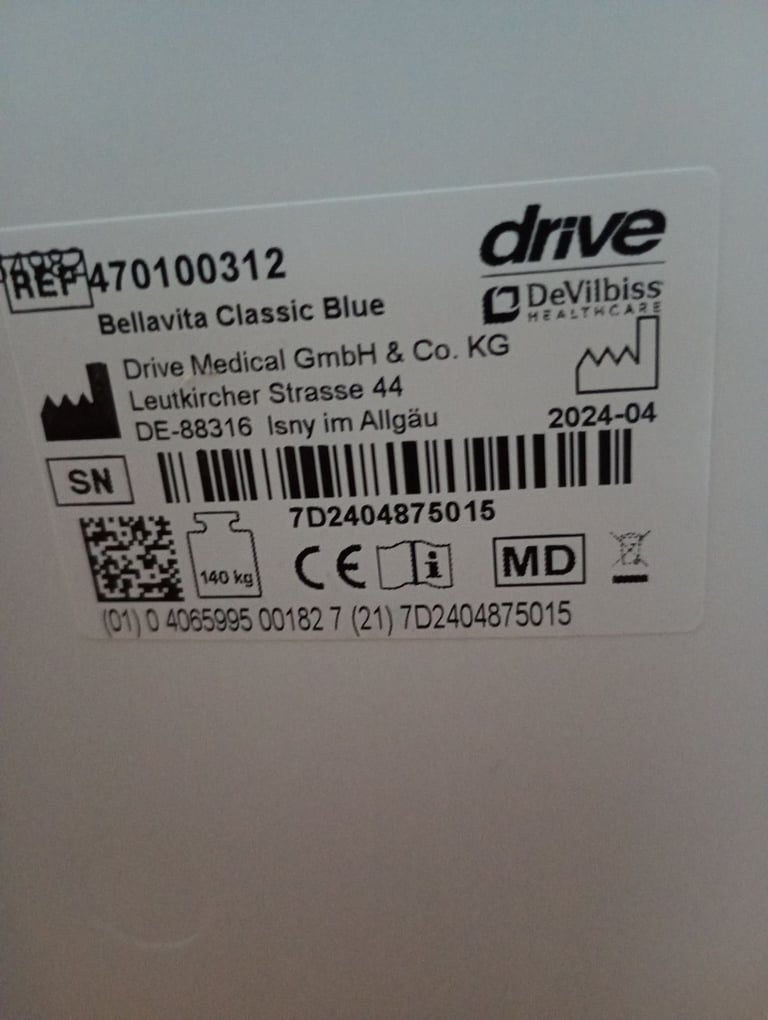 drive
DeVilbiss
HEALTHCARE
REF 470100312
Bellavita Classic Blue
Drive Medical GmbH & Co. KG
Leutkircher Strasse 44
DE-88316 Isny im Allgäu
2024-04
SN
7D2404875015
140 kg
CE
i
MD
(01) 0 4065995 00182 7 (21) 7D2404875015